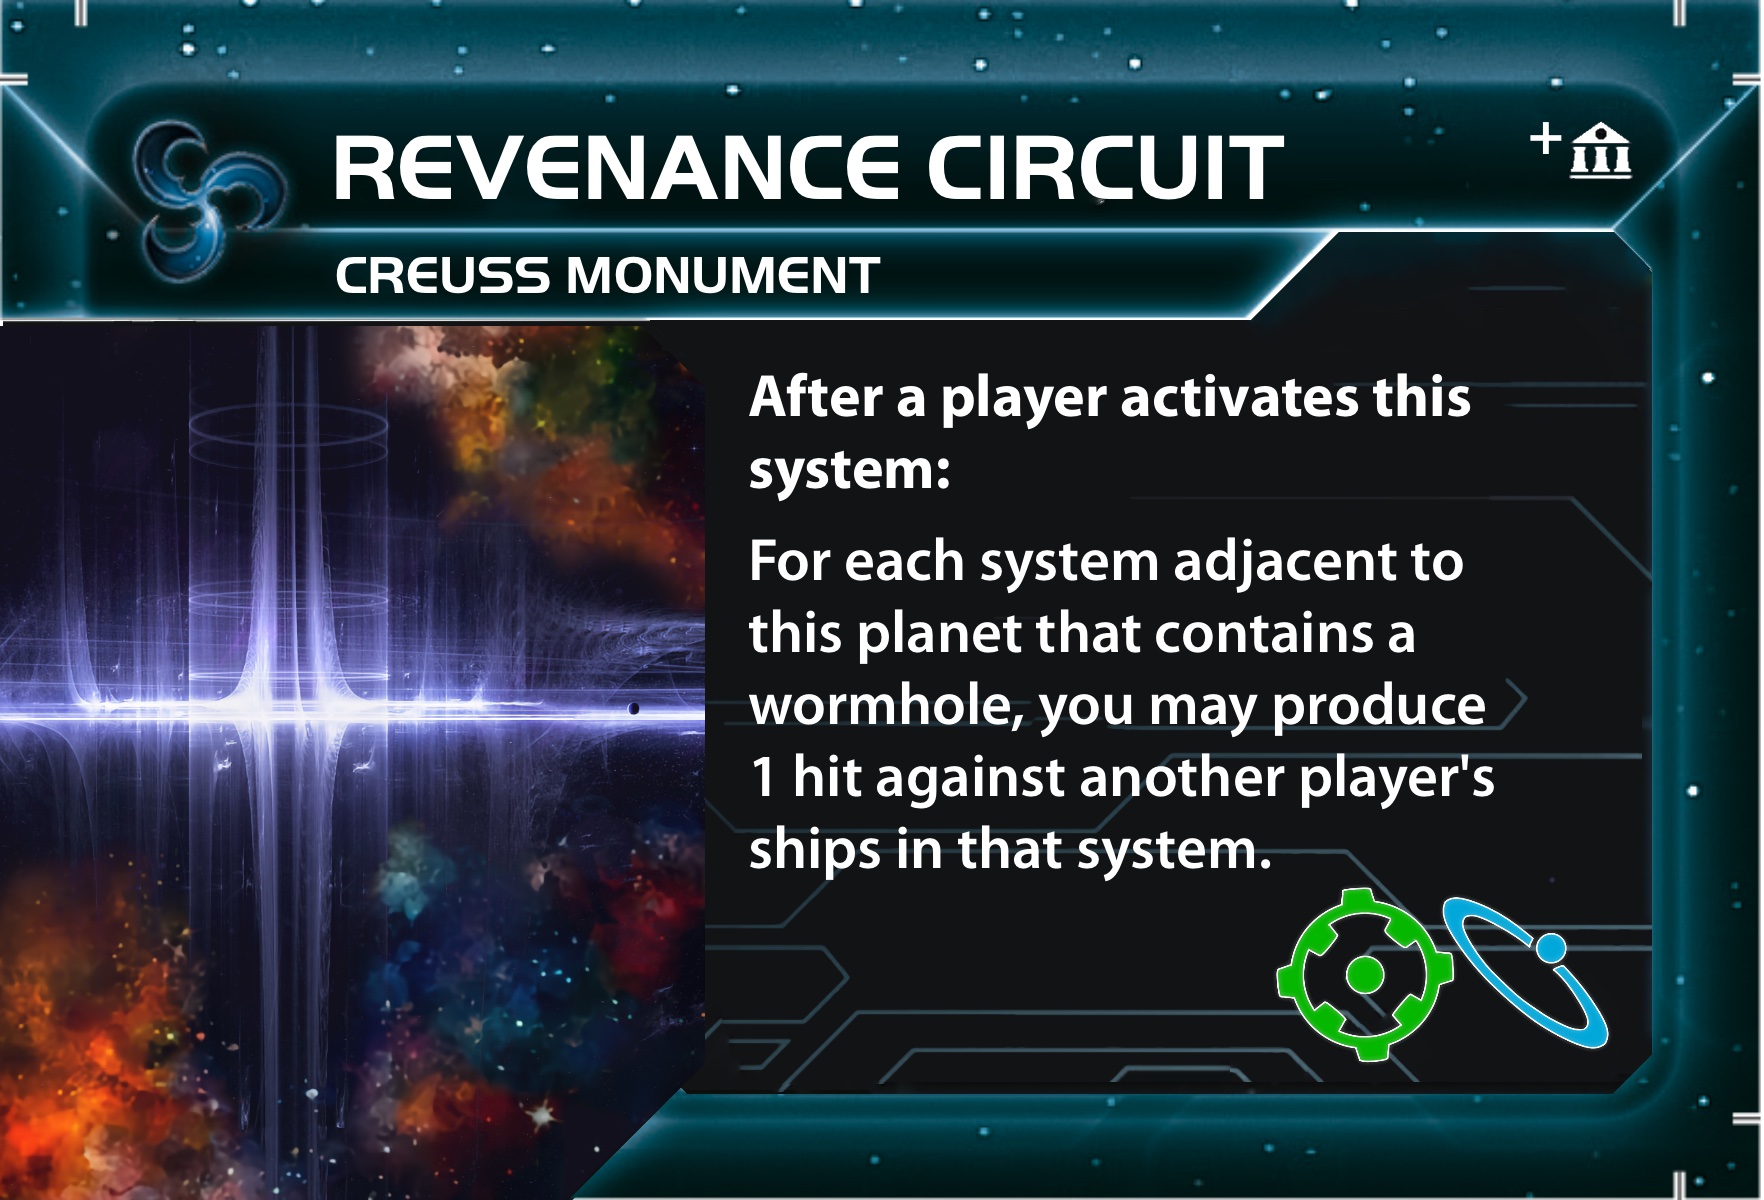 REVENANCE CIRCUIT
+
CREUSS MONUMENT
After a player activates this
system:
For each system adjacent to
this planet that contains a
wormhole, you may produce
1 hit against another player's
ships in that system.